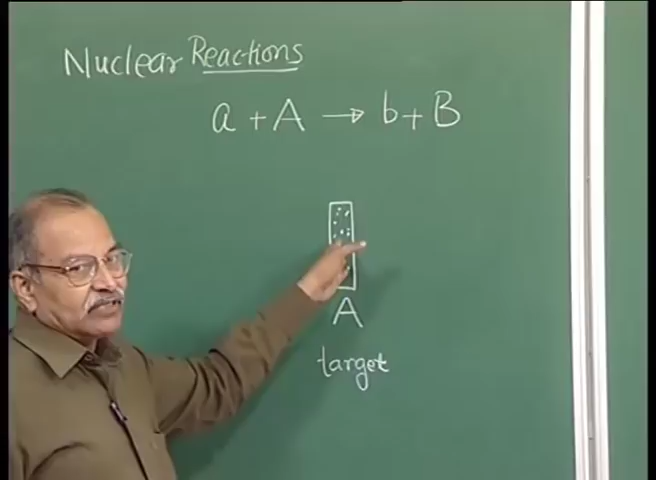 Nuclear Reactions
a + A → b + B
A
target